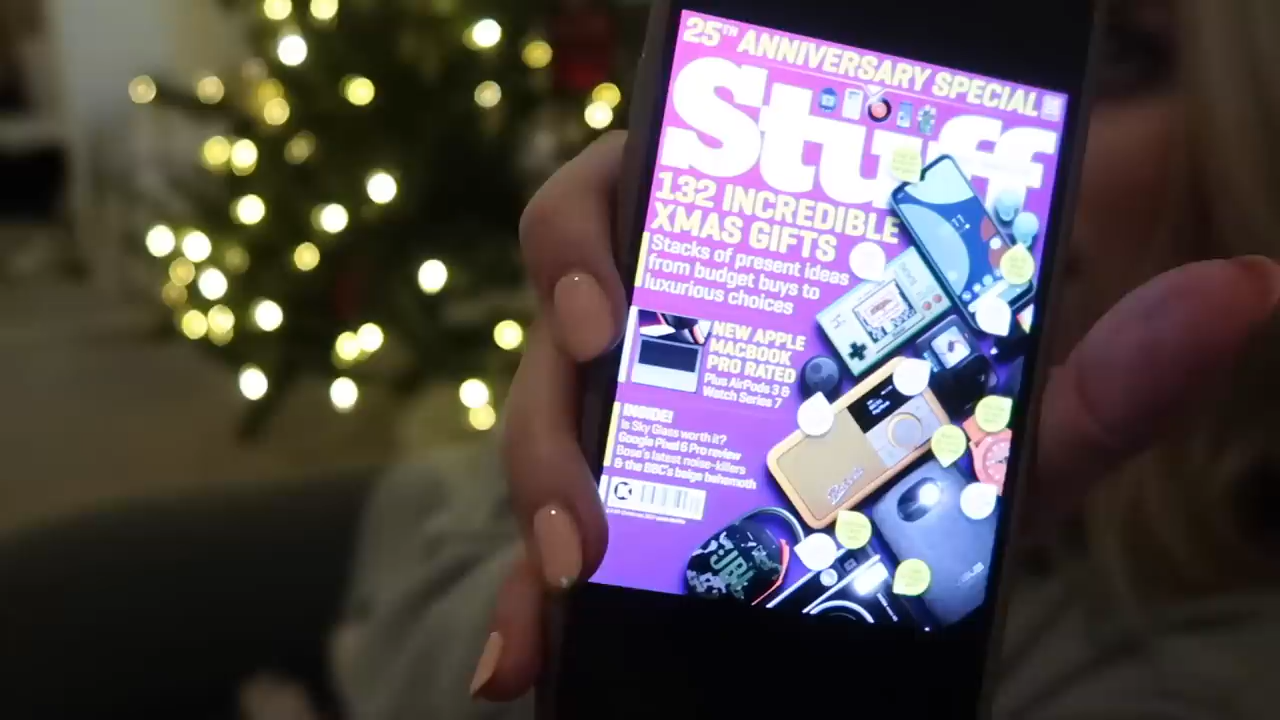 25TH ANNIVERSARY SPECIAL
Stuff
132 INCREDIBLE
XMAS GIFTS
Stacks of present ideas
from budget buys to
luxurious choices
NEW APPLE
MACBOOK
PRO RATED
Plus AirPods 3 &
Watch Series 7
INSIDE!
Is Sky Glass worth it?
Google Pixel 6 Pro review
Bose's latest noise-killers
& the BBC's beige behemoth
JBL
ASUS